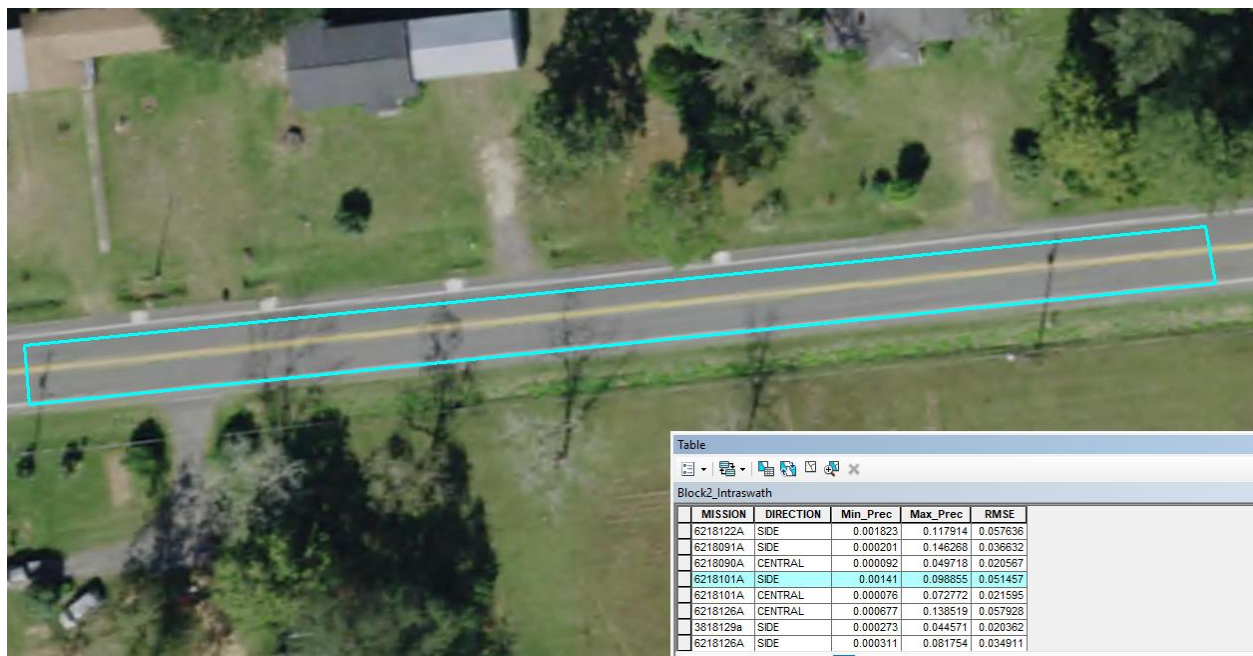 Table
Block2_Intraswath
MISSION DIRECTION Min_Prec Max_Prec RMSE
6218122A SIDE 0.001823 0.117914 0.057636
6218091A SIDE 0.000201 0.146268 0.036632
6218090A CENTRAL 0.000092 0.049718 0.020567
6218101A SIDE 0.00141 0.098855 0.051457
6218101A CENTRAL 0.000076 0.072772 0.021595
6218126A CENTRAL 0.000677 0.138519 0.057928
3818129a SIDE 0.000273 0.044571 0.020362
6218126A SIDE 0.000311 0.081754 0.034911